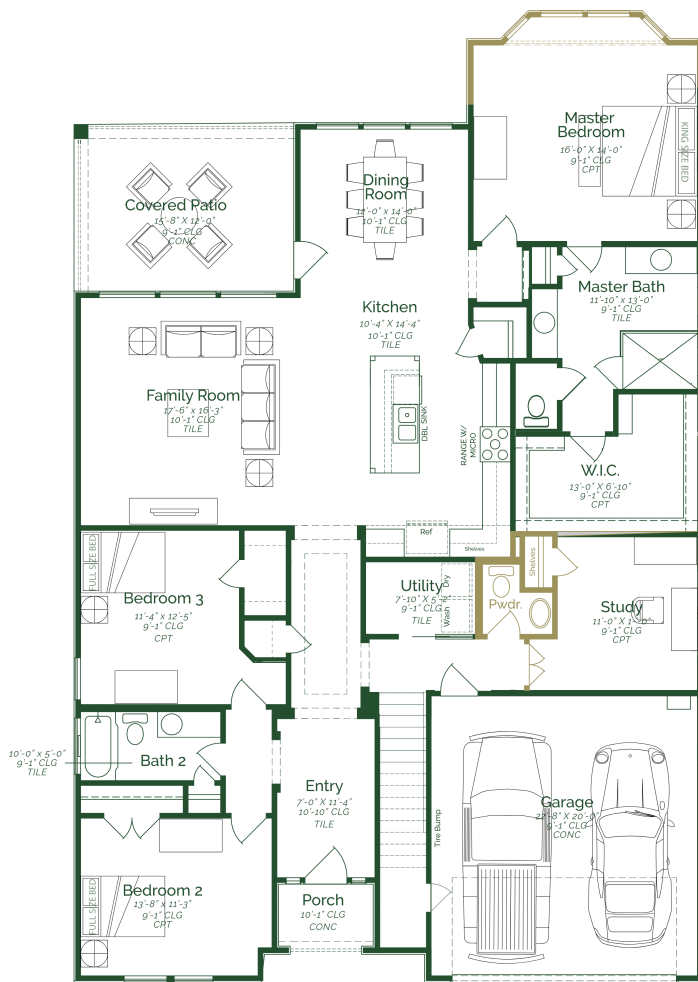 Master
Bedroom
16'-0" X 14'-0"
9'-1" CLG
CPT
KING SIZE BED
Covered Patio
15'-8" X 12'-9"
9'-1" CLG
CONC
Dining
Room
12'-0" x 14'-0"
10'-1" CLG
TILE
Master Bath
11'-10" x 13'-0"
9'-1" CLG
TILE
Kitchen
10'-4" X 14'-4"
10'-1" CLG
TILE
DBL SINK
RANGE W/
MICRO
Family Room
17'-6" x 16'-3"
10'-1" CLG
TILE
W.I.C.
13'-0" X 6'-10"
9'-1" CLG
CPT
Ref
Shelves
Shelves
FULL SIZE BED
Bedroom 3
11'-4" x 12'-5"
9'-1" CLG
CPT
Utility
7'-10" X
9'-1" CLG
TILE
Dry
Wash
Pwdr.
Study
11'-0" X
9'-1" CLG
CPT
10'-0" x 5'-0"
9'-1" CLG
TILE
Bath 2
Entry
7'-0" X 11'-4"
10'-10" CLG
TILE
Tire Bump
Garage
22'-8" X 20'-0"
9'-1" CLG
CONC
FULL SIZE BED
Bedroom 2
13'-8" x 11'-3"
9'-1" CLG
CPT
Porch
10'-1" CLG
CONC